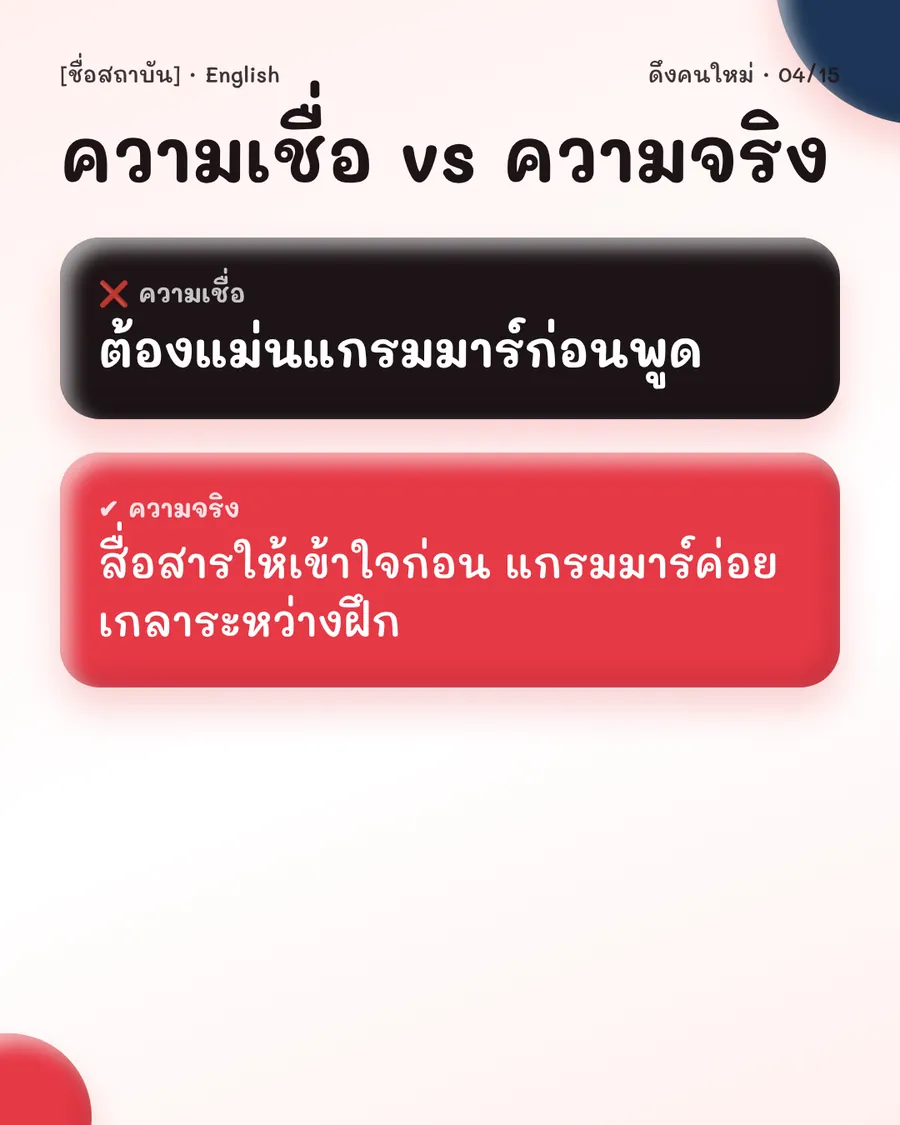 [ชื่อสถาบัน] · English
ดึงคนใหม่ · 04/15
ความเชื่อ vs ความจริง
❌ ความเชื่อ
ต้องแม่นแกรมมาร์ก่อนพูด
✔ ความจริง
สื่อสารให้เข้าใจก่อน แกรมมาร์ค่อย
เกลาระหว่างฝึก